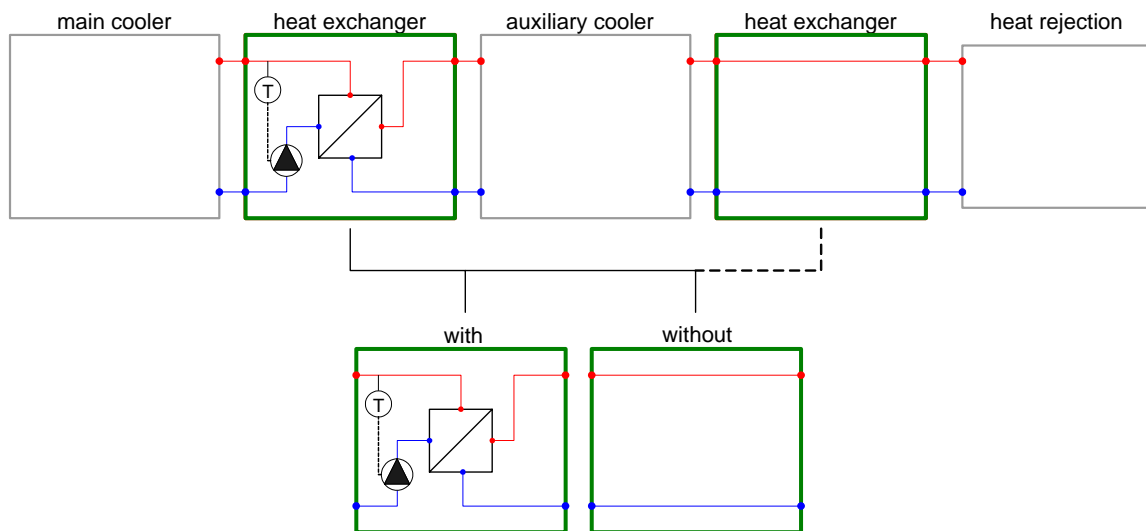 main cooler
heat exchanger
auxiliary cooler
heat exchanger
heat rejection
T
with
without
T